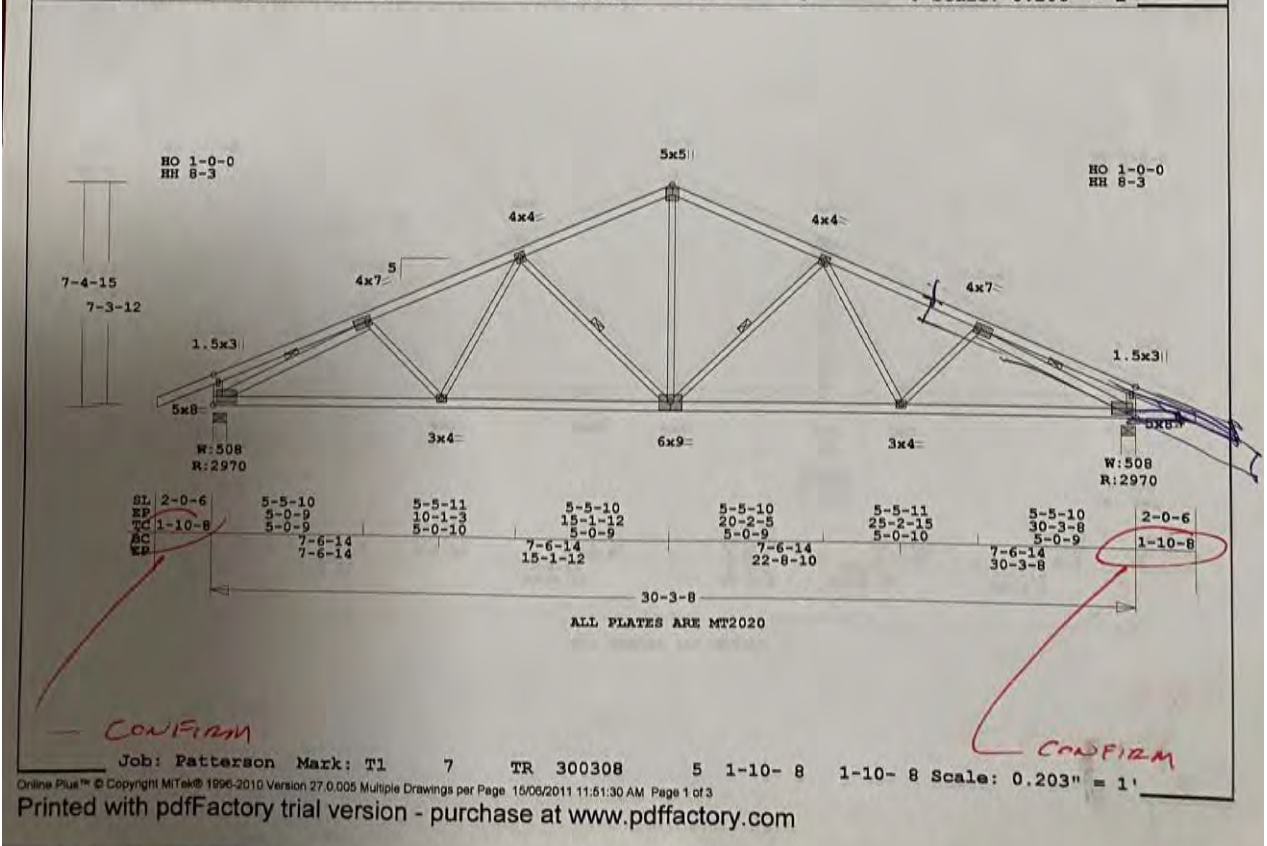 HO 1-0-0
HH 8-3
5x5
HO 1-0-0
HH 8-3
4x4=
4x4=
5
4x7=
4x7=
7-4-15
7-3-12
1.5x3
1.5x3
5x8=
5x8=
3x4=
6x9=
3x4=
W:508
R:2970
W:508
R:2970
SL 2-0-6 5-5-10 5-5-11 5-5-10 5-5-10 5-5-11 5-5-10 2-0-6
EP 5-0-9 10-1-3 15-1-12 20-2-5 25-2-15 30-3-8
TC 1-10-8 5-0-9 5-0-10 5-0-9 5-0-9 5-0-10 5-0-9 1-10-8
BC 7-6-14 7-6-14 7-6-14 7-6-14
EP 7-6-14 15-1-12 22-8-10 30-3-8
30-3-8
ALL PLATES ARE MT2020
CONFIRM
CONFIRM
Job: Patterson Mark: T1 7 TR 300308 5 1-10- 8 1-10- 8 Scale: 0.203" = 1'
Online Plus™ © Copyright MiTek® 1996-2010 Version 27.0.005 Multiple Drawings per Page 15/06/2011 11:51:30 AM Page 1 of 3
Printed with pdfFactory trial version - purchase at www.pdffactory.com